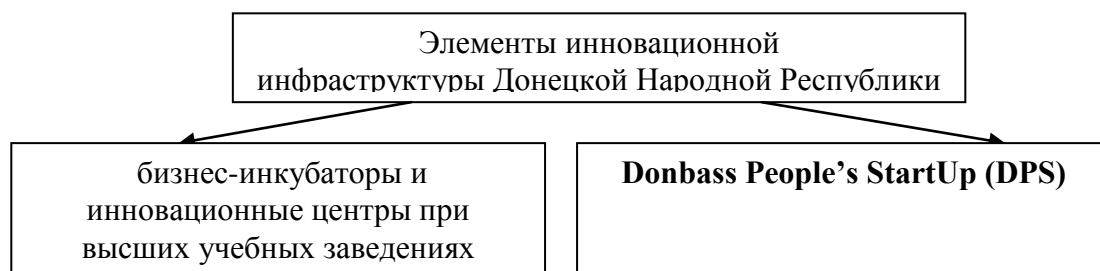 Элементы инновационной
инфраструктуры Донецкой Народной Республики
бизнес-инкубаторы и
инновационные центры при
высших учебных заведениях
Donbass People’s StartUp (DPS)